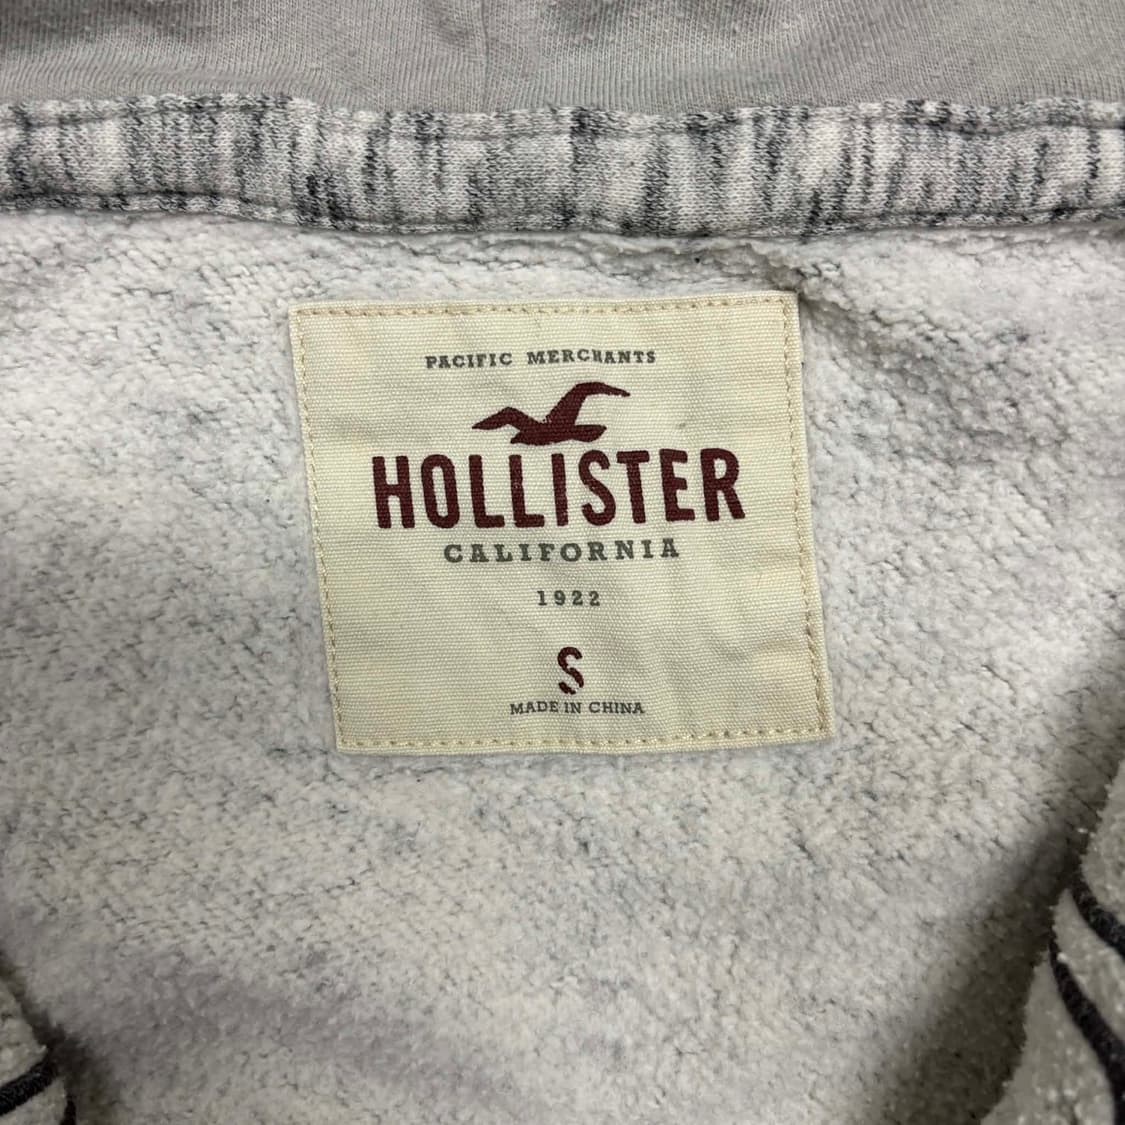 PACIFIC MERCHANTS
HOLLISTER
CALIFORNIA
1922
S
MADE IN CHINA